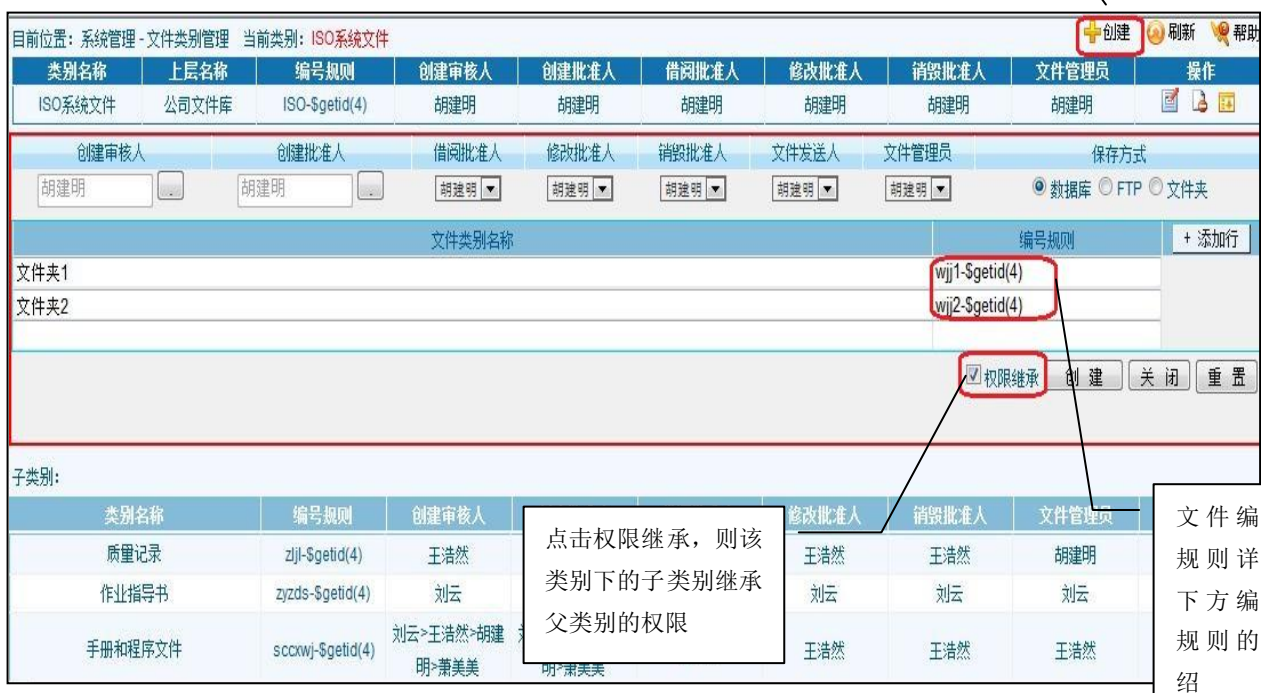 目前位置：系统管理 - 文件类别管理 当前类别：ISO系统文件 创建 刷新 帮助
类别名称 上层名称 编号规则 创建审核人 创建批准人 借阅批准人 修改批准人 销毁批准人 文件管理员 操作
ISO系统文件 公司文件库 ISO-$getid(4) 胡建明 胡建明 胡建明 胡建明 胡建明 胡建明
创建审核人 创建批准人 借阅批准人 修改批准人 销毁批准人 文件发送人 文件管理员 保存方式
胡建明 . 胡建明 . 胡建明 胡建明 胡建明 胡建明 胡建明 数据库 FTP 文件夹
文件类别名称 编号规则 + 添加行
文件夹1 wjj1-$getid(4)
文件夹2 wjj2-$getid(4)
权限继承 创 建 关 闭 重 置
子类别：
类别名称 编号规则 创建审核人 修改批准人 销毁批准人 文件管理员
质量记录 zljl-$getid(4) 王浩然 王浩然 王浩然 胡建明
作业指导书 zyzds-$getid(4) 刘云 刘云 刘云 刘云
手册和程序文件 sccxwj-$getid(4) 刘云>王浩然>胡建明>萧美美 明>萧美美 王浩然 王浩然 王浩然
点击权限继承，则该
类别下的子类别继承
父类别的权限
文件编
规则详
下方编
规则的
绍